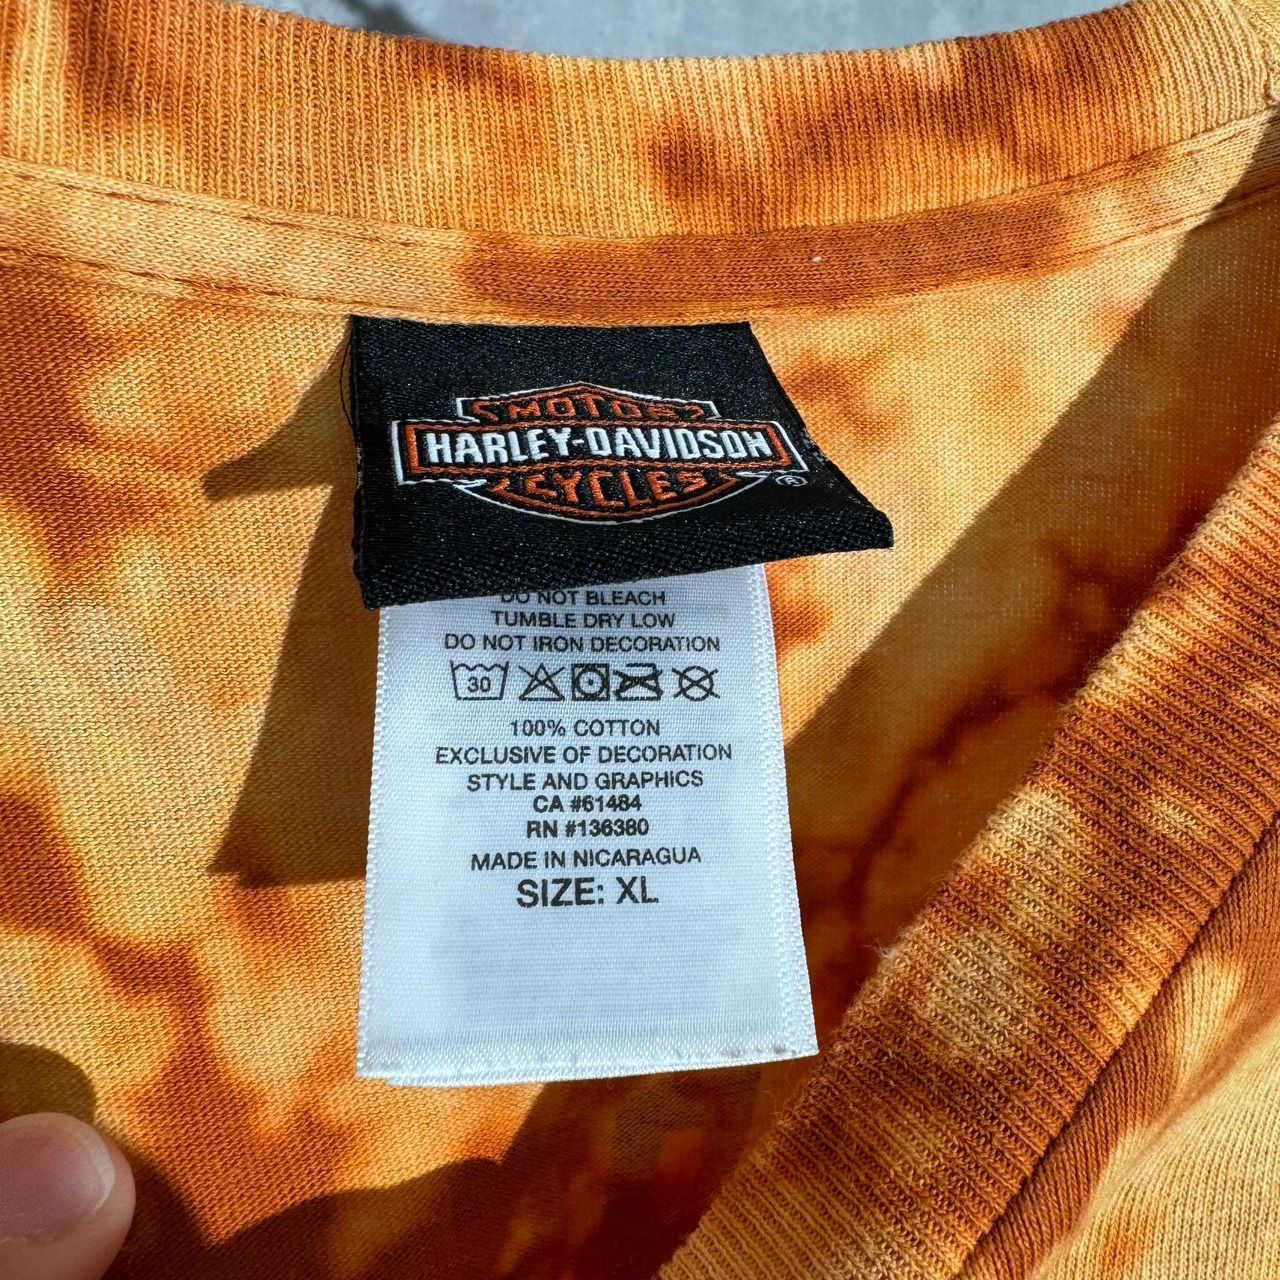 MOTOR
HARLEY-DAVIDSON
CYCLES
®
DO NOT BLEACH
TUMBLE DRY LOW
DO NOT IRON DECORATION
30
100% COTTON
EXCLUSIVE OF DECORATION
STYLE AND GRAPHICS
CA #61484
RN #136380
MADE IN NICARAGUA
SIZE: XL